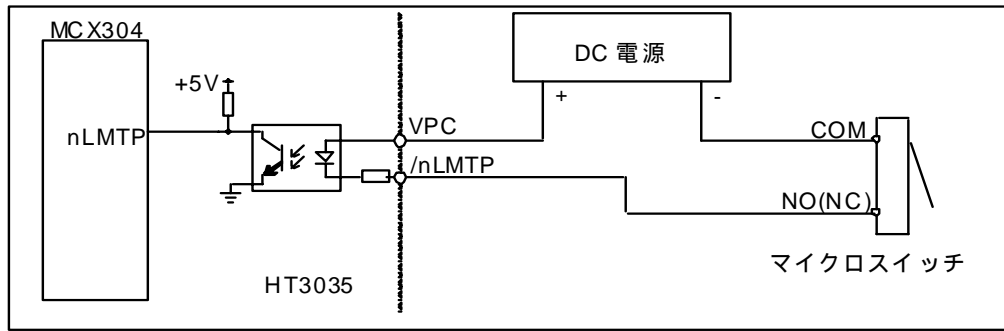 MCX304
DC 電源
+5V
+ -
nLMTP
VPC
COM
/nLMTP
NO(NC)
マイクロスイッチ
HT3035